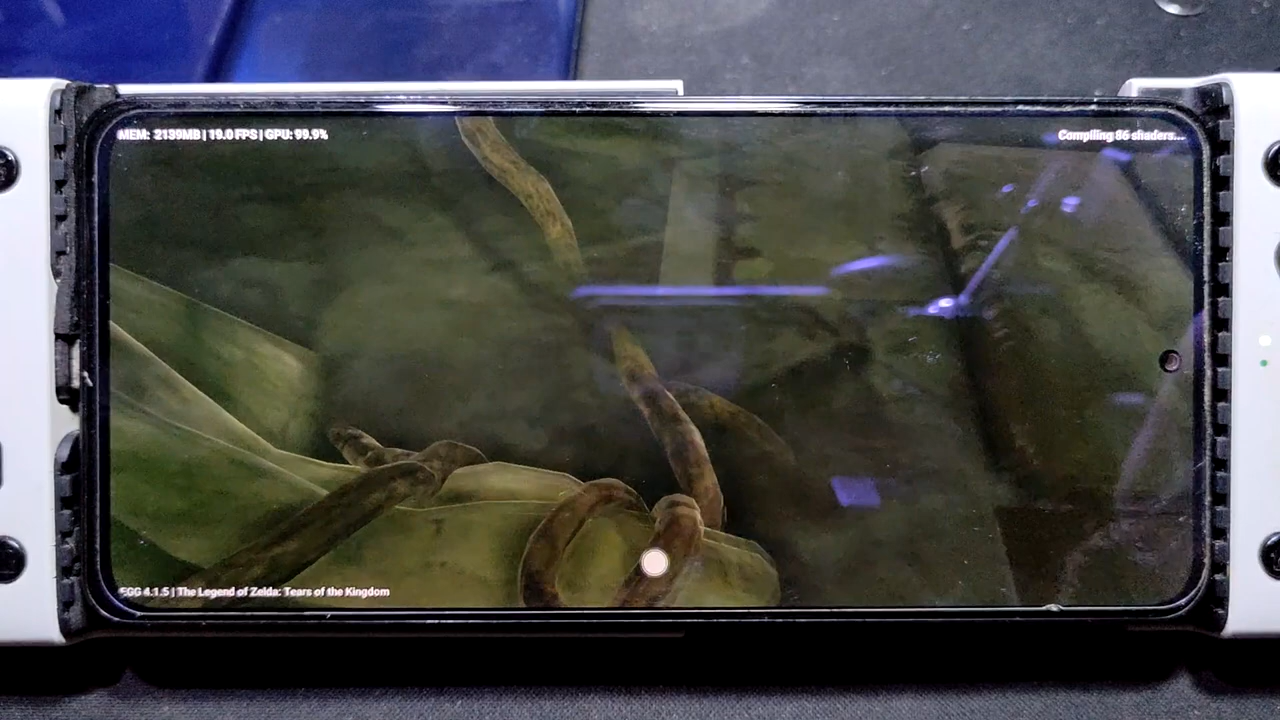 MEM: 2139MB | 19.0 FPS | GPU: 99.9%
Compiling 86 shaders...
EGG 4.1.5 | The Legend of Zelda: Tears of the Kingdom